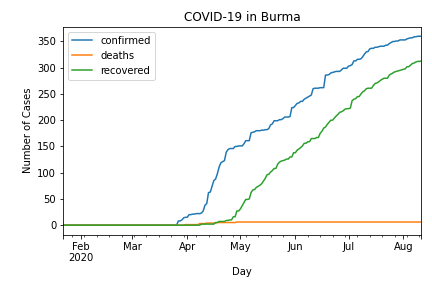 COVID-19 in Burma
confirmed
deaths
recovered
Number of Cases
350
300
250
200
150
100
50
0
Feb
2020
Mar
Apr
May
Jun
Jul
Aug
Day